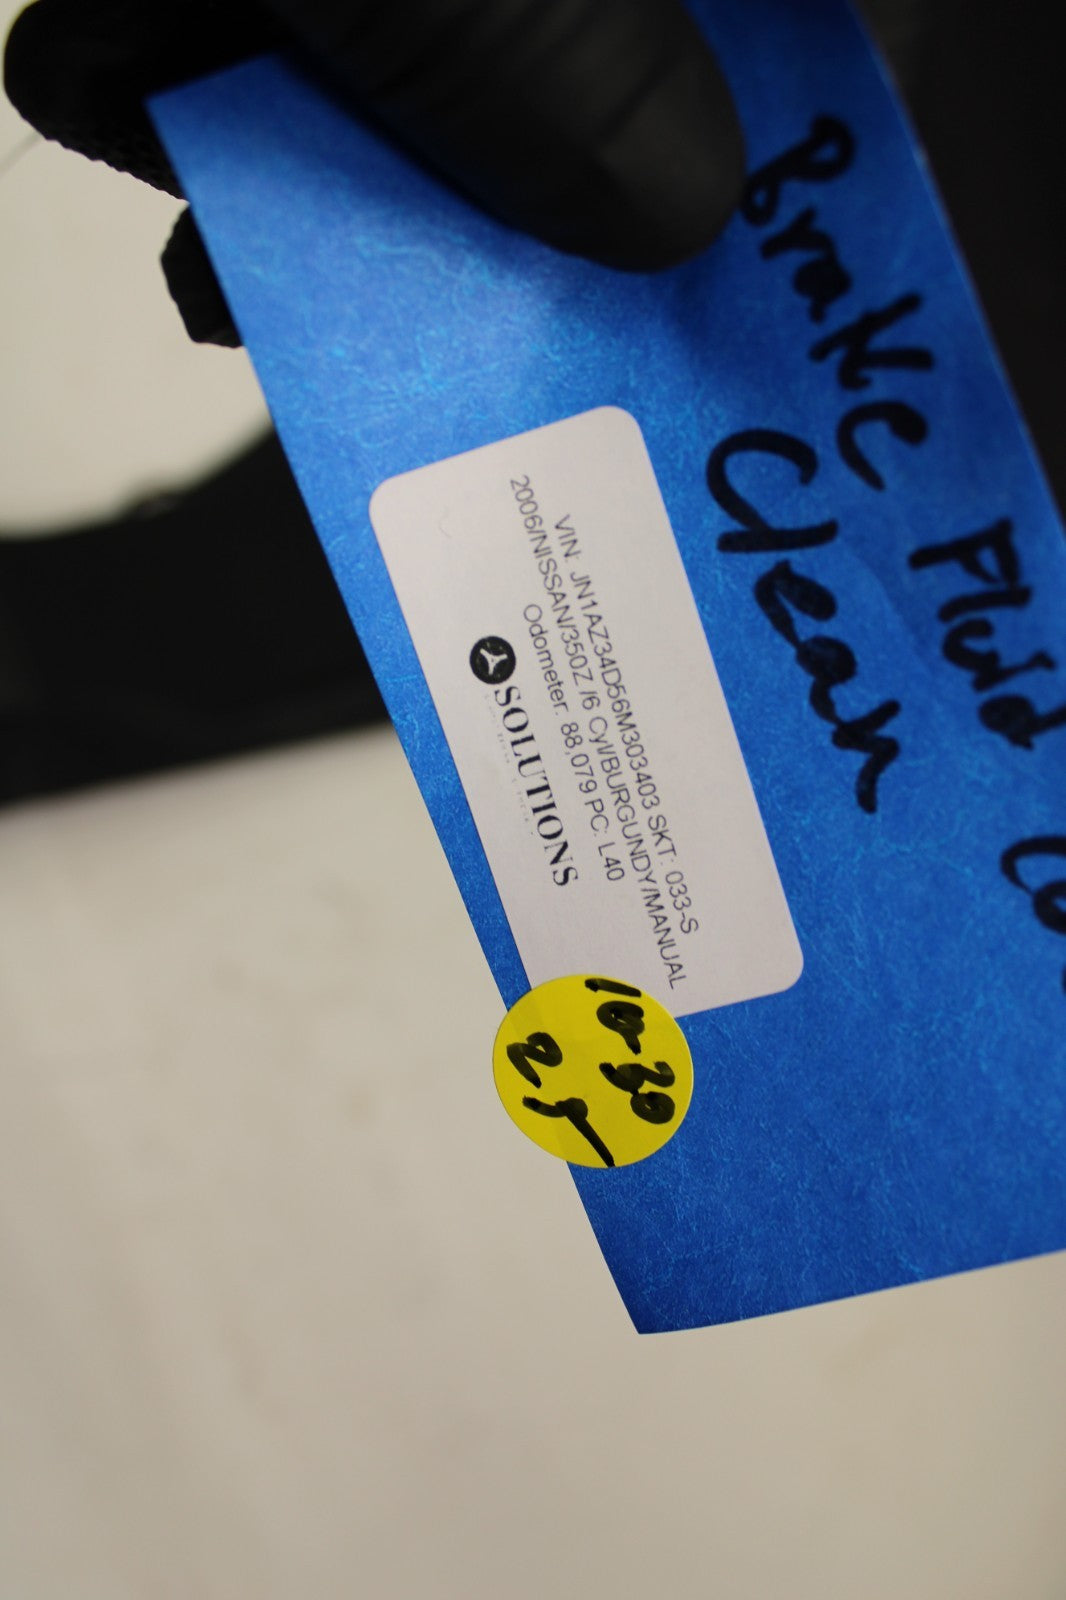 Brake Fluid Co
Clean
VIN: JN1AZ34D56M303403 SKT: 033-S
2006/NISSAN/350Z /6 Cyl/BURGUNDY/MANUAL
Odometer: 88,079 PC: L40
SOLUTIONS
10-30
25